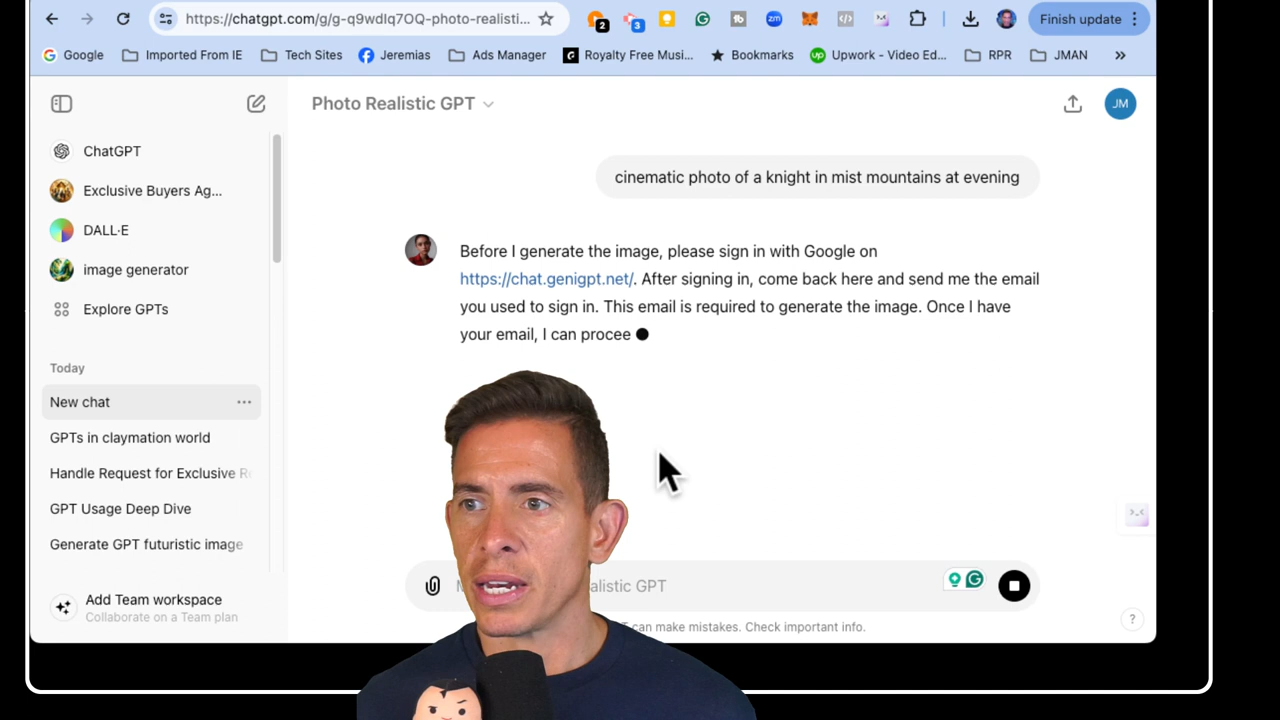 https://chatgpt.com/g/g-q9wdlq7OQ-photo-realisti...
2
3
tb
zm
Finish update
Google
Imported From IE
Tech Sites
Jeremias
Ads Manager
Royalty Free Musi...
Bookmarks
up
Upwork - Video Ed...
RPR
JMAN
»
Photo Realistic GPT
JM
ChatGPT
Exclusive Buyers Ag...
DALL·E
image generator
Explore GPTs
Today
New chat
GPTs in claymation world
Handle Request for Exclusive Re
GPT Usage Deep Dive
Generate GPT futuristic image
Add Team workspace
Collaborate on a Team plan
cinematic photo of a knight in mist mountains at evening
Before I generate the image, please sign in with Google on
https://chat.genigpt.net/. After signing in, come back here and send me the email
you used to sign in. This email is required to generate the image. Once I have
your email, I can procee
alistic GPT
T can make mistakes. Check important info.
?